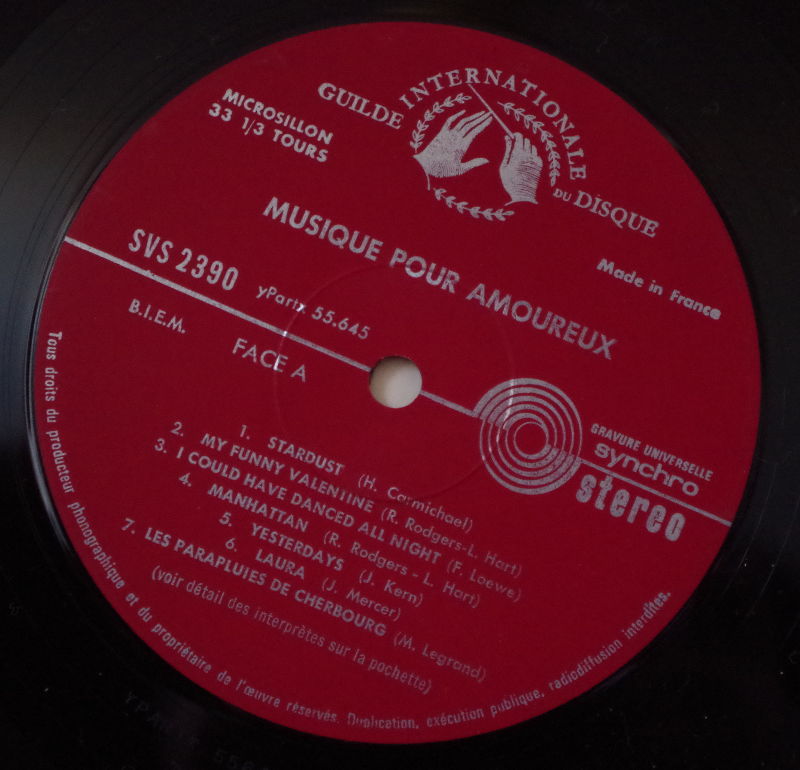 GUILDE INTERNATIONALE DU DISQUE
MICROSILLON
33 1/3 TOURS
MUSIQUE POUR AMOUREUX
Made in France
SVS 2390
yParix 55.645
B.I.E.M.
FACE A
GRAVURE UNIVERSELLE
synchro
stereo
1. STARDUST (H. Carmichael)
2. MY FUNNY VALENTINE (R. Rodgers-L. Hart)
3. I COULD HAVE DANCED ALL NIGHT (F. Loewe)
4. MANHATTAN (R. Rodgers - L. Hart)
5. YESTERDAYS (J. Kern)
6. LAURA (J. Mercer)
7. LES PARAPLUIES DE CHERBOURG (M. Legrand)
(voir détail des interprètes sur la pochette)
Tous droits du producteur phonographique et du propriétaire de l'œuvre réservés. Duplication, exécution publique, radiodiffusion interdites.